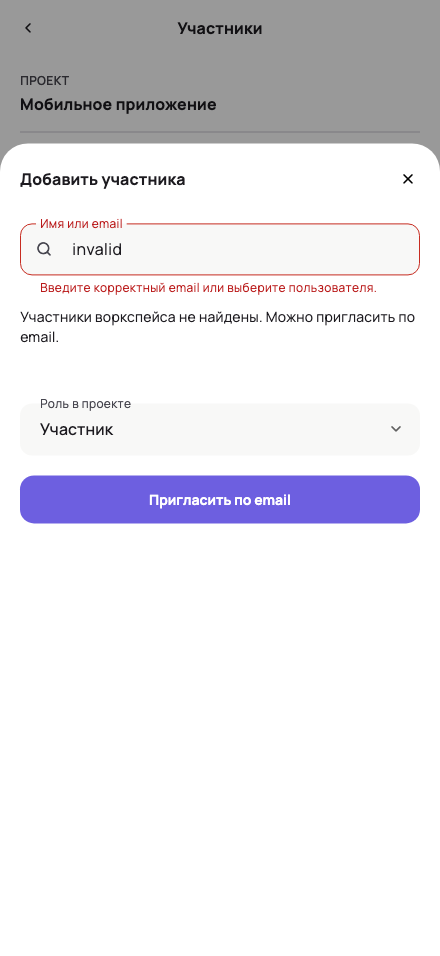 Участники
ПРОЕКТ
Мобильное приложение
Добавить участника
Имя или email
invalid
Введите корректный email или выберите пользователя.
Участники воркспейса не найдены. Можно пригласить по
email.
Роль в проекте
Участник
Пригласить по email